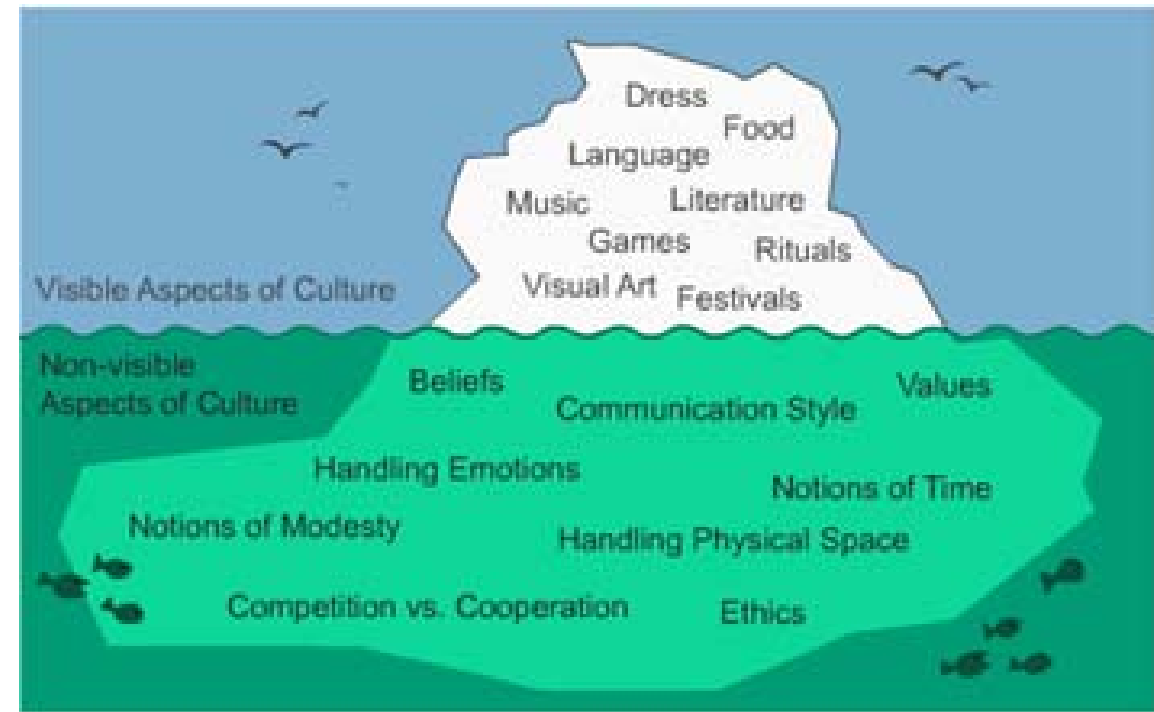 Dress
Food
Language
Music Literature
Games Rituals
Visual Art Festivals
Visible Aspects of Culture
Non-visible
Aspects of Culture
Beliefs Values
Communication Style
Handling Emotions
Notions of Time
Notions of Modesty
Handling Physical Space
Competition vs. Cooperation Ethics